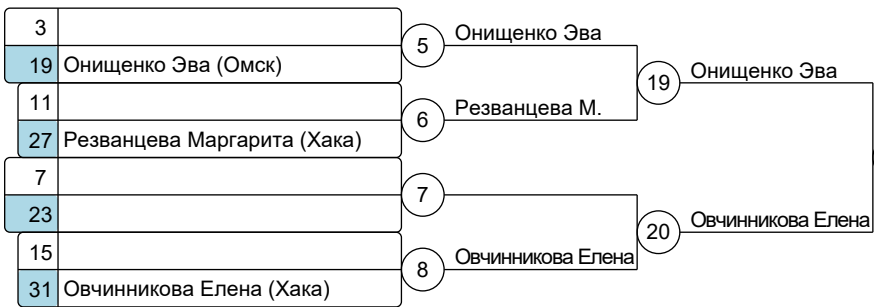 3
19 Онищенко Эва (Омск)
11
27 Резванцева Маргарита (Хака)
7
23
15
31 Овчинникова Елена (Хака)
5 Онищенко Эва
6 Резванцева М.
7
8 Овчинникова Елена
19 Онищенко Эва
20 Овчинникова Елена